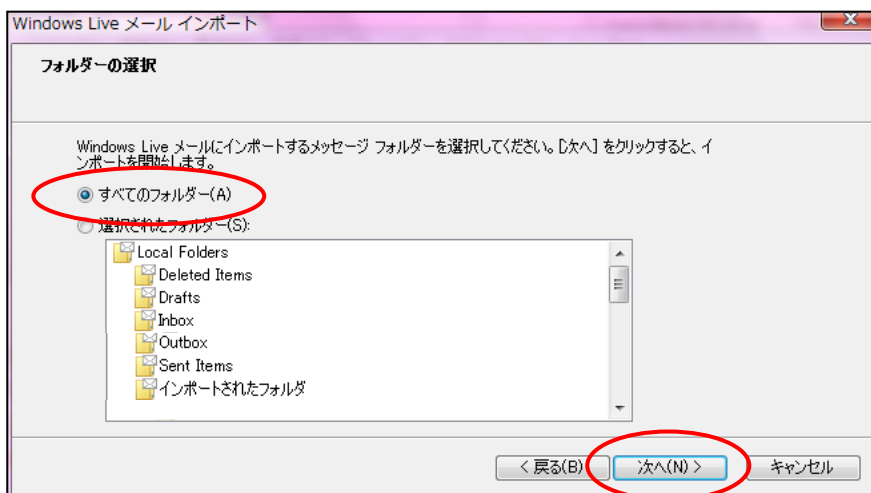 Windows Live メール インポート
フォルダーの選択
Windows Live メールにインポートするメッセージ フォルダーを選択してください。[次へ] をクリックすると、イ
ンポートを開始します。
すべてのフォルダー(A)
選択されたフォルダー(S):
Local Folders
Deleted Items
Drafts
Inbox
Outbox
Sent Items
インポートされたフォルダ
< 戻る(B)
次へ(N) >
キャンセル